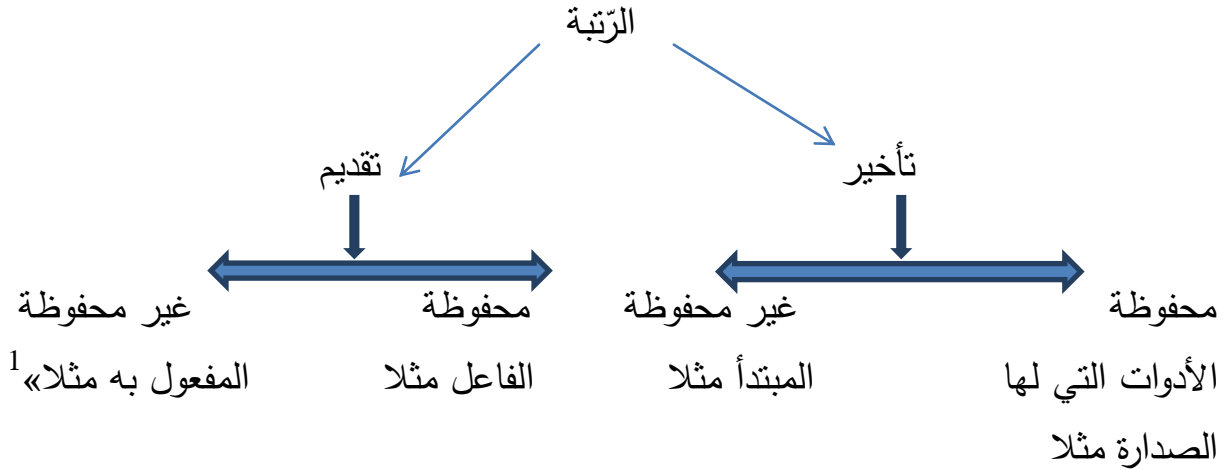 الرّتبة
تأخير تقديم
محفوظة غير محفوظة محفوظة غير محفوظة
الأدوات التي لها المبتدأ مثلا الفاعل مثلا المفعول به مثلا»1
الصدارة مثلا